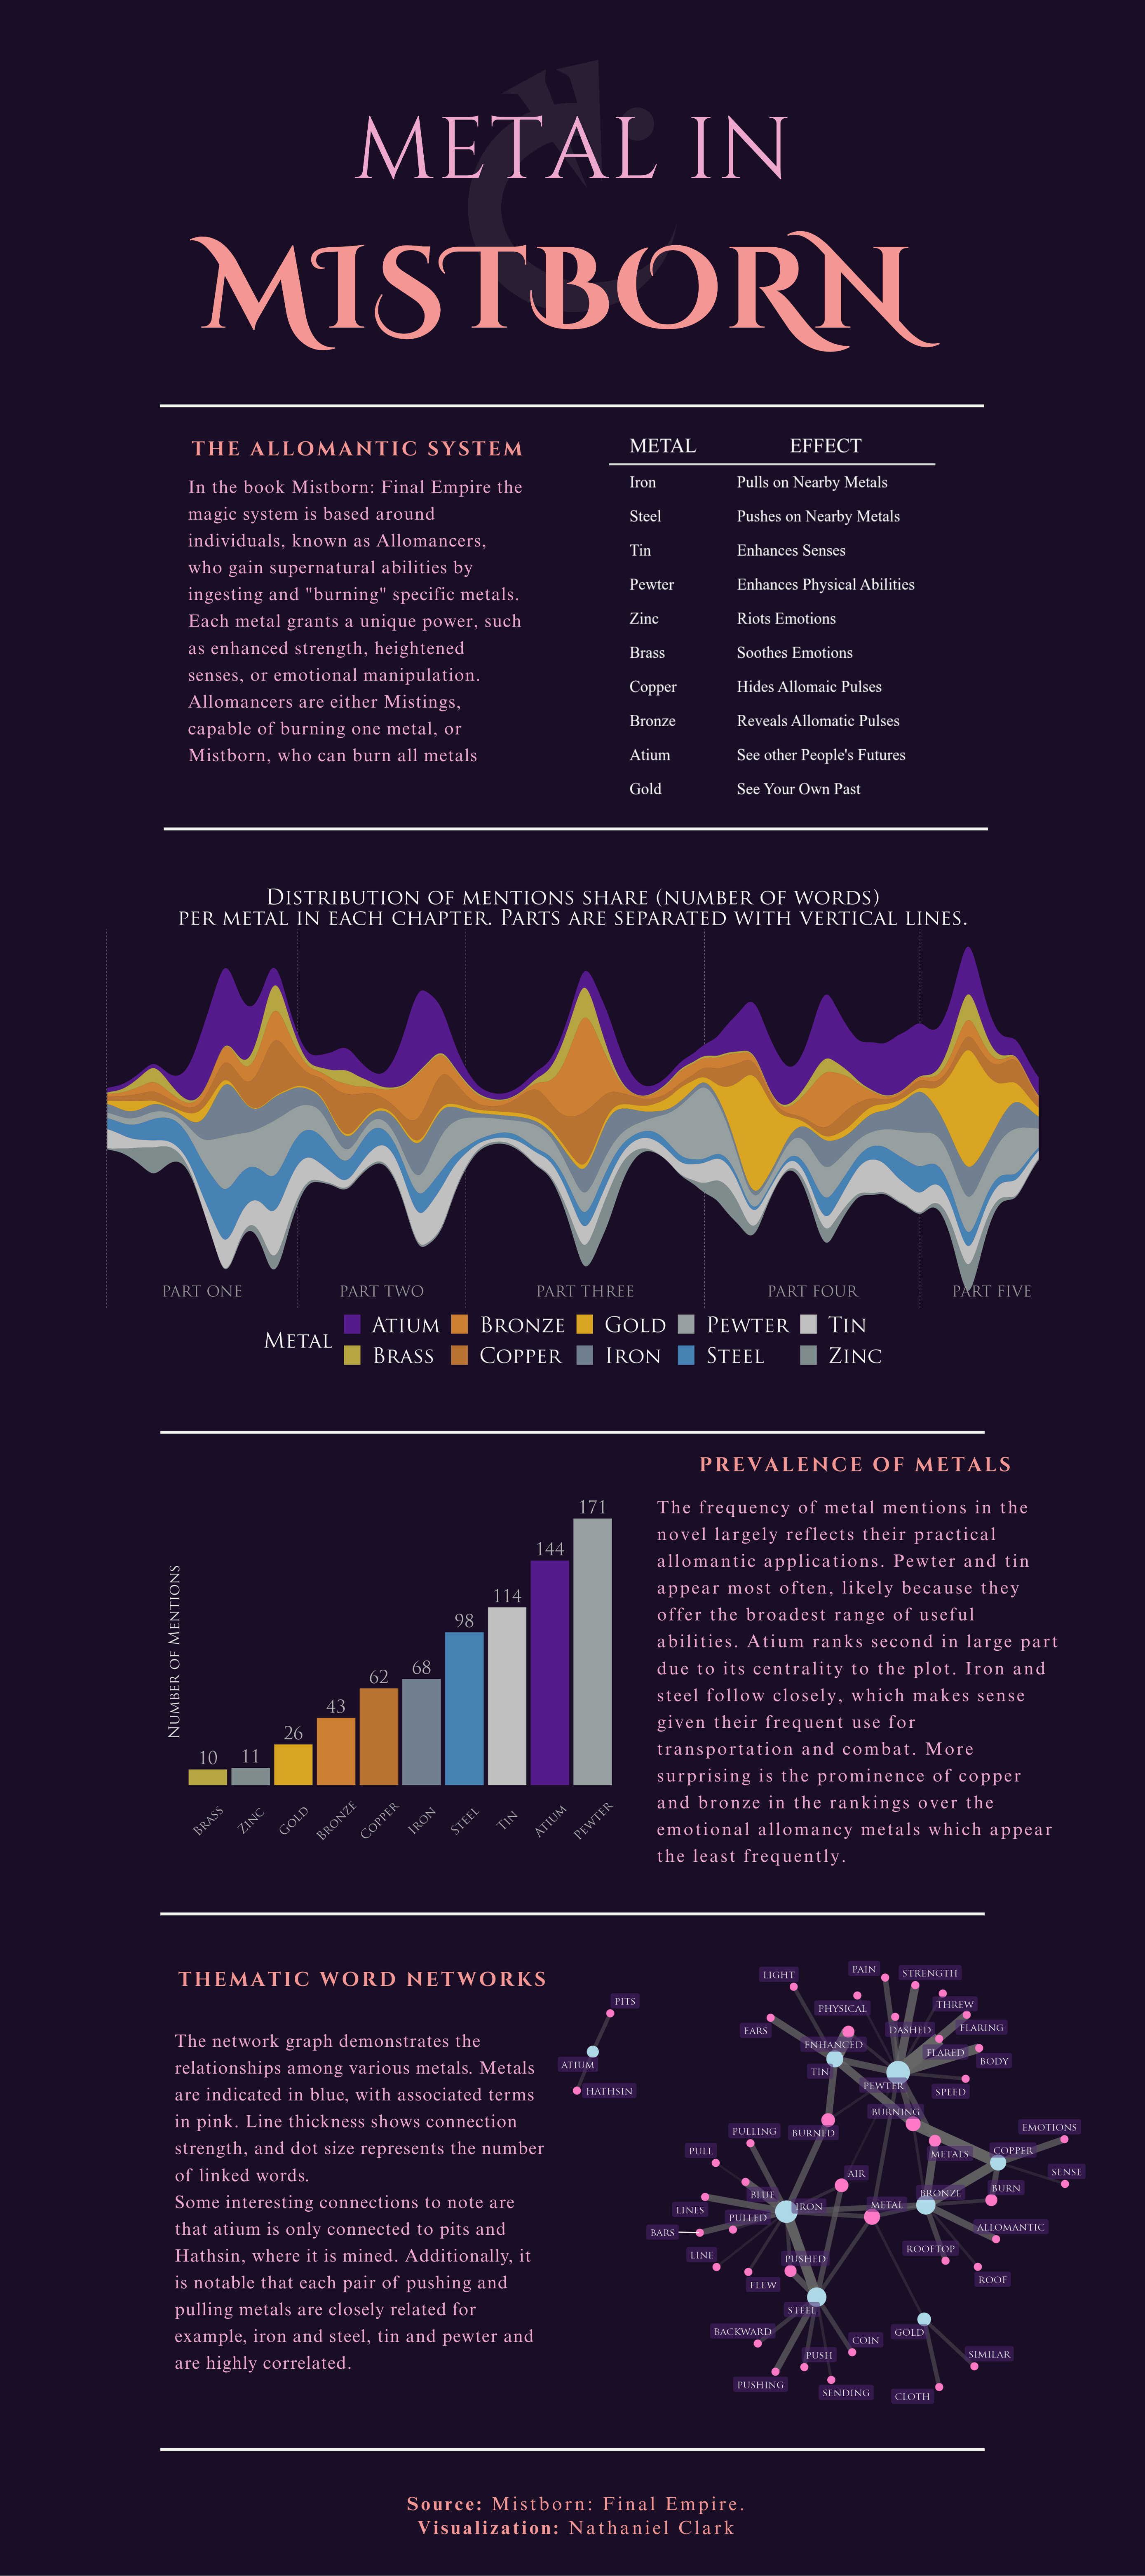 METAL IN
MISTBORN
THE ALLOMANTIC SYSTEM
In the book Mistborn: Final Empire the
magic system is based around
individuals, known as Allomancers,
who gain supernatural abilities by
ingesting and "burning" specific metals.
Each metal grants a unique power, such
as enhanced strength, heightened
senses, or emotional manipulation.
Allomancers are either Mistings,
capable of burning one metal, or
Mistborn, who can burn all metals
METAL EFFECT
Iron Pulls on Nearby Metals
Steel Pushes on Nearby Metals
Tin Enhances Senses
Pewter Enhances Physical Abilities
Zinc Riots Emotions
Brass Soothes Emotions
Copper Hides Allomaic Pulses
Bronze Reveals Allomatic Pulses
Atium See other People's Futures
Gold See Your Own Past
DISTRIBUTION OF MENTIONS SHARE (NUMBER OF WORDS)
PER METAL IN EACH CHAPTER. PARTS ARE SEPARATED WITH VERTICAL LINES.
PART ONE PART TWO PART THREE PART FOUR PART FIVE
METAL
ATIUM BRONZE GOLD PEWTER TIN
BRASS COPPER IRON STEEL ZINC
NUMBER OF MENTIONS
10 11 26 43 62 68 98 114 144 171
BRASS ZINC GOLD BRONZE COPPER IRON STEEL TIN ATIUM PEWTER
PREVALENCE OF METALS
The frequency of metal mentions in the
novel largely reflects their practical
allomantic applications. Pewter and tin
appear most often, likely because they
offer the broadest range of useful
abilities. Atium ranks second in large part
due to its centrality to the plot. Iron and
steel follow closely, which makes sense
given their frequent use for
transportation and combat. More
surprising is the prominence of copper
and bronze in the rankings over the
emotional allomancy metals which appear
the least frequently.
THEMATIC WORD NETWORKS
The network graph demonstrates the
relationships among various metals. Metals
are indicated in blue, with associated terms
in pink. Line thickness shows connection
strength, and dot size represents the number
of linked words.
Some interesting connections to note are
that atium is only connected to pits and
Hathsin, where it is mined. Additionally, it
is notable that each pair of pushing and
pulling metals are closely related for
example, iron and steel, tin and pewter and
are highly correlated.
PITS
ATIUM
HATHSIN
LIGHT
PAIN
STRENGTH
PHYSICAL
THREW
EARS
DASHED
FLARING
ENHANCED
FLARED
BODY
TIN
PEWTER
SPEED
BURNING
BURNED
PULLING
EMOTIONS
PULL
METALS
COPPER
AIR
SENSE
BLUE
BRONZE
BURN
LINES
IRON
METAL
PULLED
ALLOMANTIC
BARS
ROOFTOP
LINE
PUSHED
ROOF
FLEW
STEEL
BACKWARD
GOLD
COIN
PUSH
SIMILAR
PUSHING
SENDING
CLOTH
Source: Mistborn: Final Empire.
Visualization: Nathaniel Clark